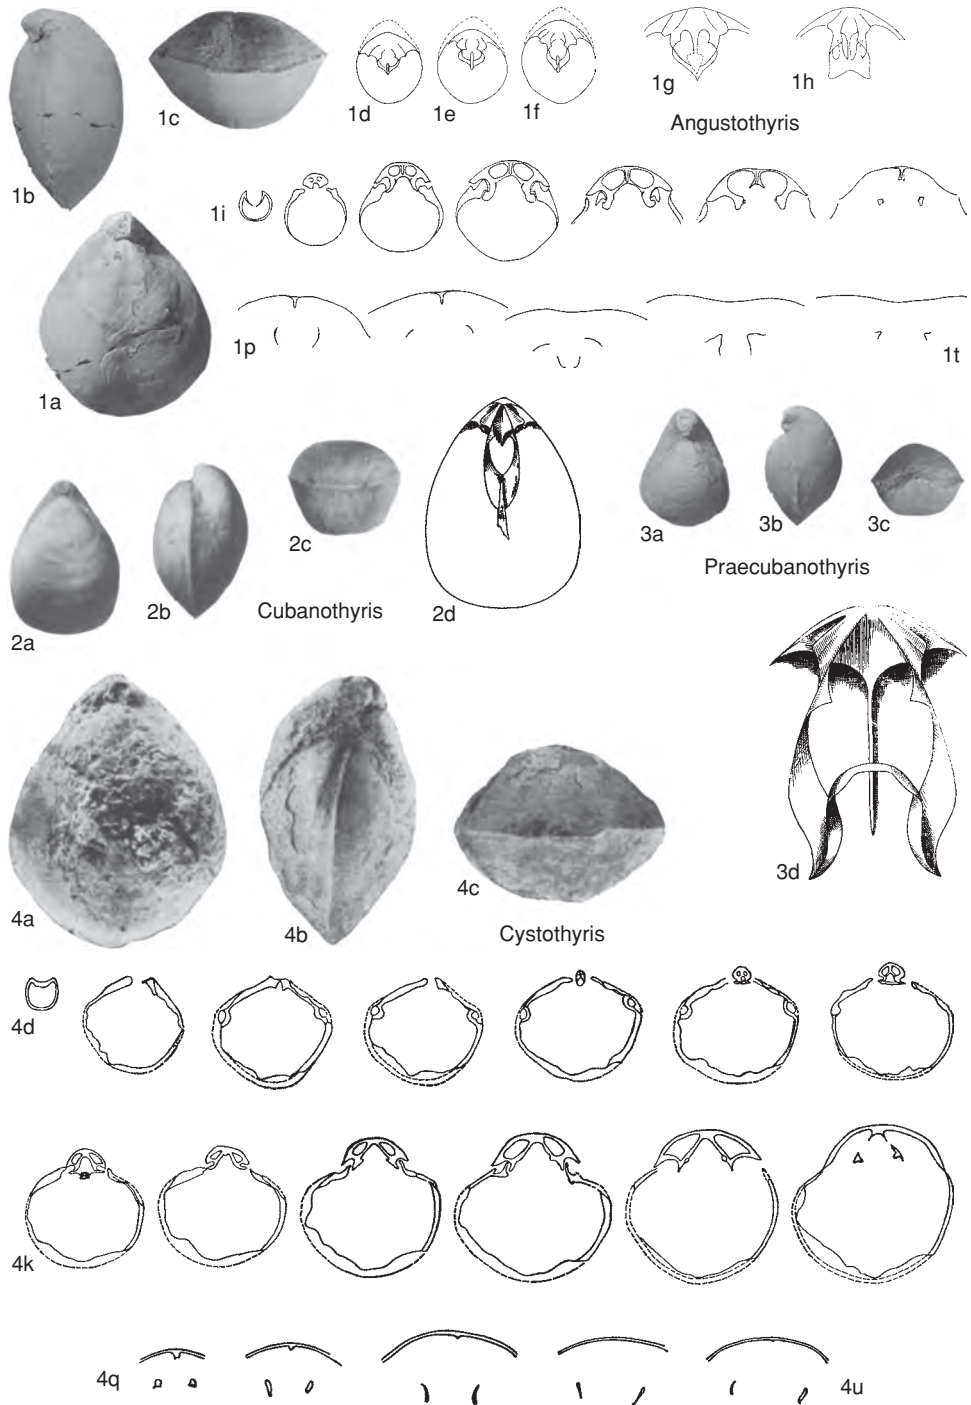 1b
1c
1d
1e
1f
1g
1h
Angustothyris
1i
1a
1p
1t
2a
2b
2c
Cubanothyris
2d
3a
3b
3c
Praecubanothyris
3d
4a
4b
4c
Cystothyris
4d
4k
4q
4u